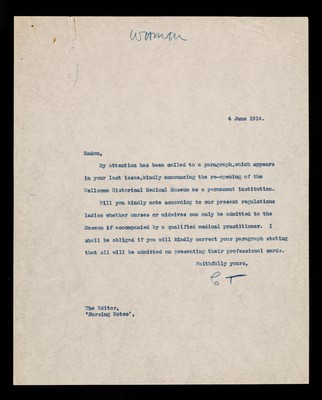 Woman
4 June 1914.
Madam,
My attention has been called to a paragraph,which appears
in your last issue,kindly announcing the re-opening of the
Wellcome Historical Medical Museum as a permanent institution.
Will you kindly note according to our present regulations
ladies whether nurses or midwives can only be admitted to the
Museum if accompanied by a qualified medical practitioner. I
shall be obliged if you will kindly correct your paragraph stating
that all will be admitted on presenting their professional cards.
Faithfully yours,
The Editor,
'Nursing Notes',